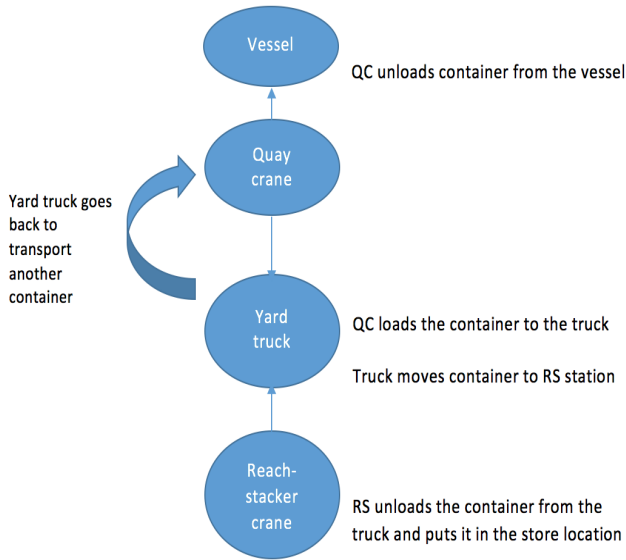 Vessel
QC unloads container from the vessel
Quay
crane
Yard truck goes
back to
transport
another
container
Yard
truck
QC loads the container to the truck
Truck moves container to RS station
Reach-
stacker
crane
RS unloads the container from the
truck and puts it in the store location